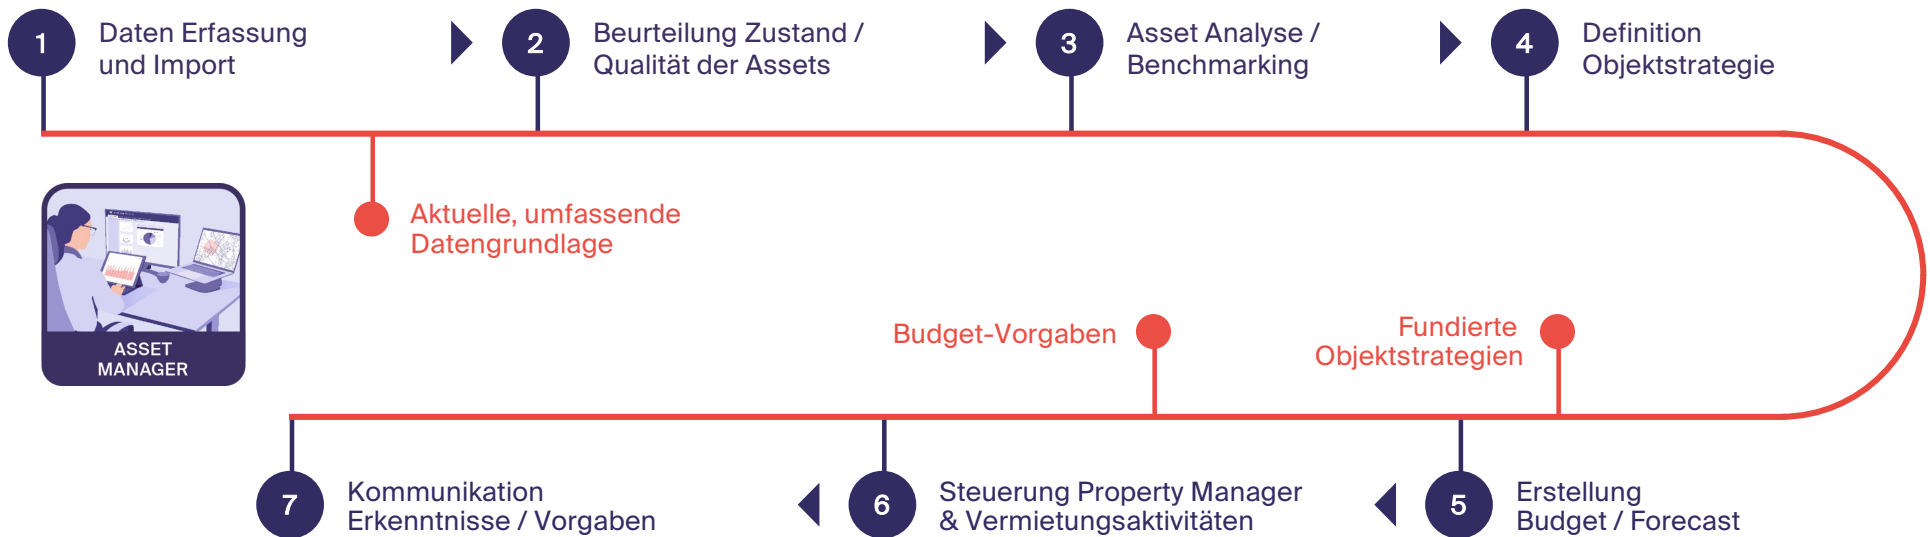 1
Daten Erfassung
und Import
2
Beurteilung Zustand /
Qualität der Assets
3
Asset Analyse /
Benchmarking
4
Definition
Objektstrategie
Aktuelle, umfassende
Datengrundlage
ASSET
MANAGER
Budget-Vorgaben
Fundierte
Objektstrategien
7
Kommunikation
Erkenntnisse / Vorgaben
6
Steuerung Property Manager
& Vermietungsaktivitäten
5
Erstellung
Budget / Forecast